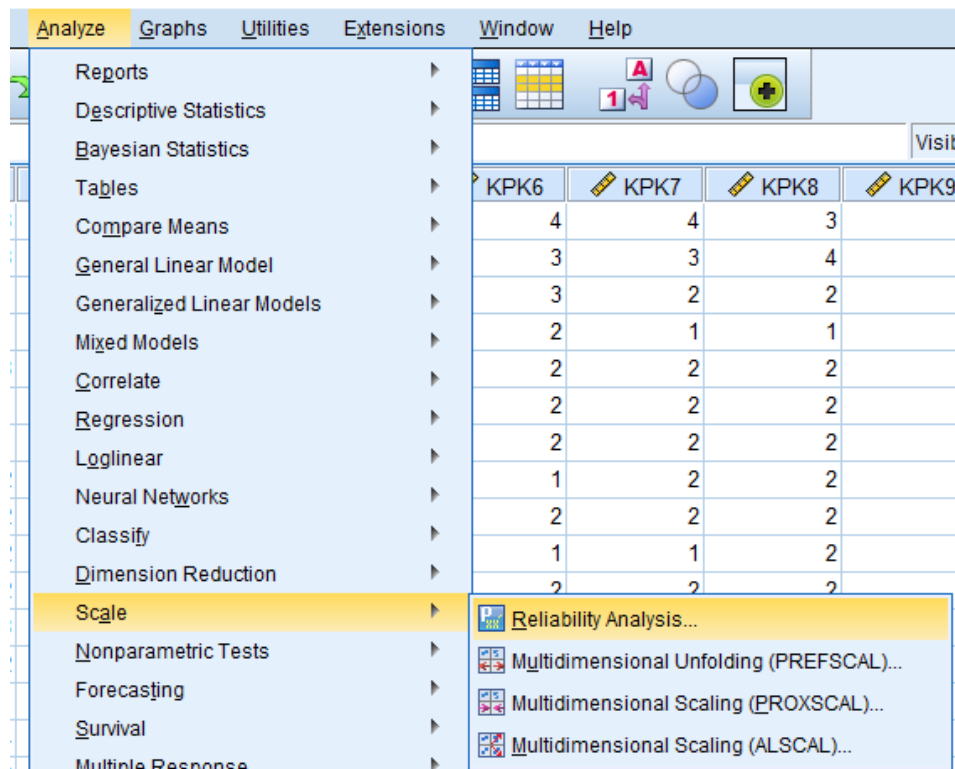 Analyze Graphs Utilities Extensions Window Help
Reports
Descriptive Statistics
Bayesian Statistics
Tables
Compare Means
General Linear Model
Generalized Linear Models
Mixed Models
Correlate
Regression
Loglinear
Neural Networks
Classify
Dimension Reduction
Scale
Nonparametric Tests
Forecasting
Survival
Multiple Response
Reliability Analysis...
Multidimensional Unfolding (PREFSCAL)...
Multidimensional Scaling (PROXSCAL)...
Multidimensional Scaling (ALSCAL)...
A
1
KPK6 KPK7 KPK8 KPK9
4 4 3
3 3 4
3 2 2
2 1 1
2 2 2
2 2 2
2 2 2
1 2 2
2 2 2
1 1 2
2 2 2